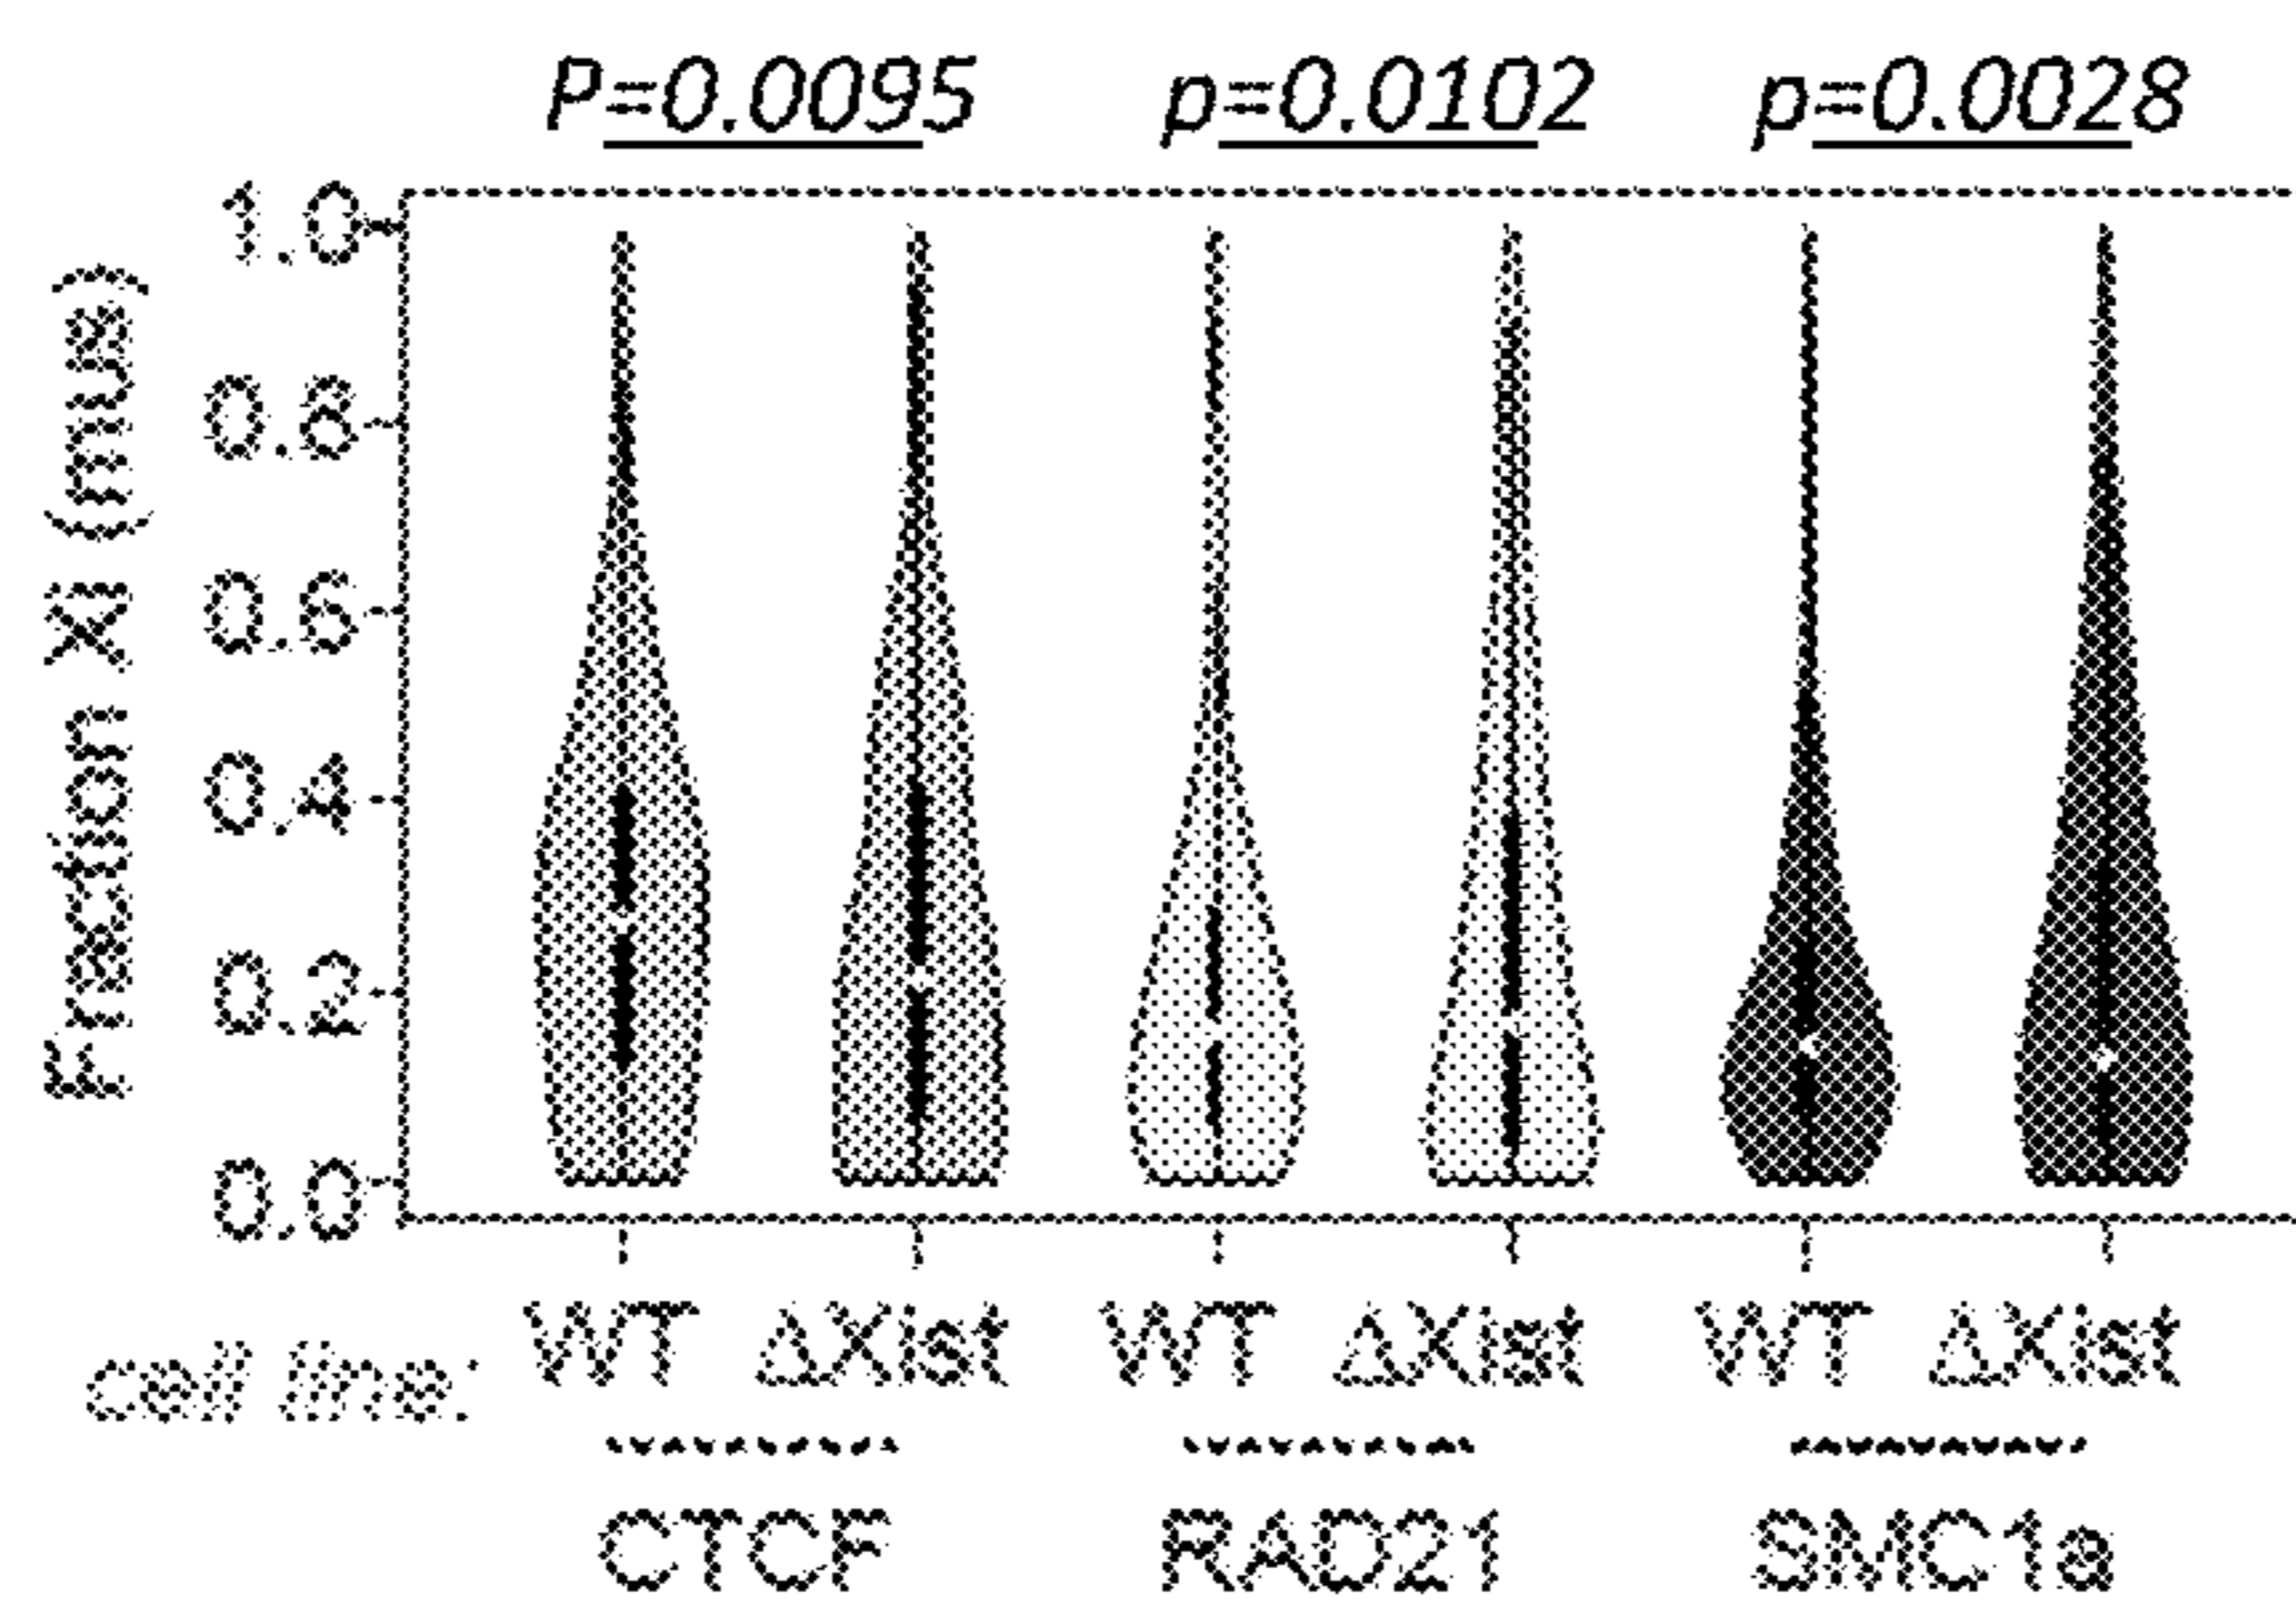 P=0.0095 p=0.0102 p=0.0028
Fraction Xi (mus)
1.0
0.8
0.6
0.4
0.2
0.0
cell line: WT ΔXist WT ΔXist WT ΔXist
CTCF RAD21 SMC1a